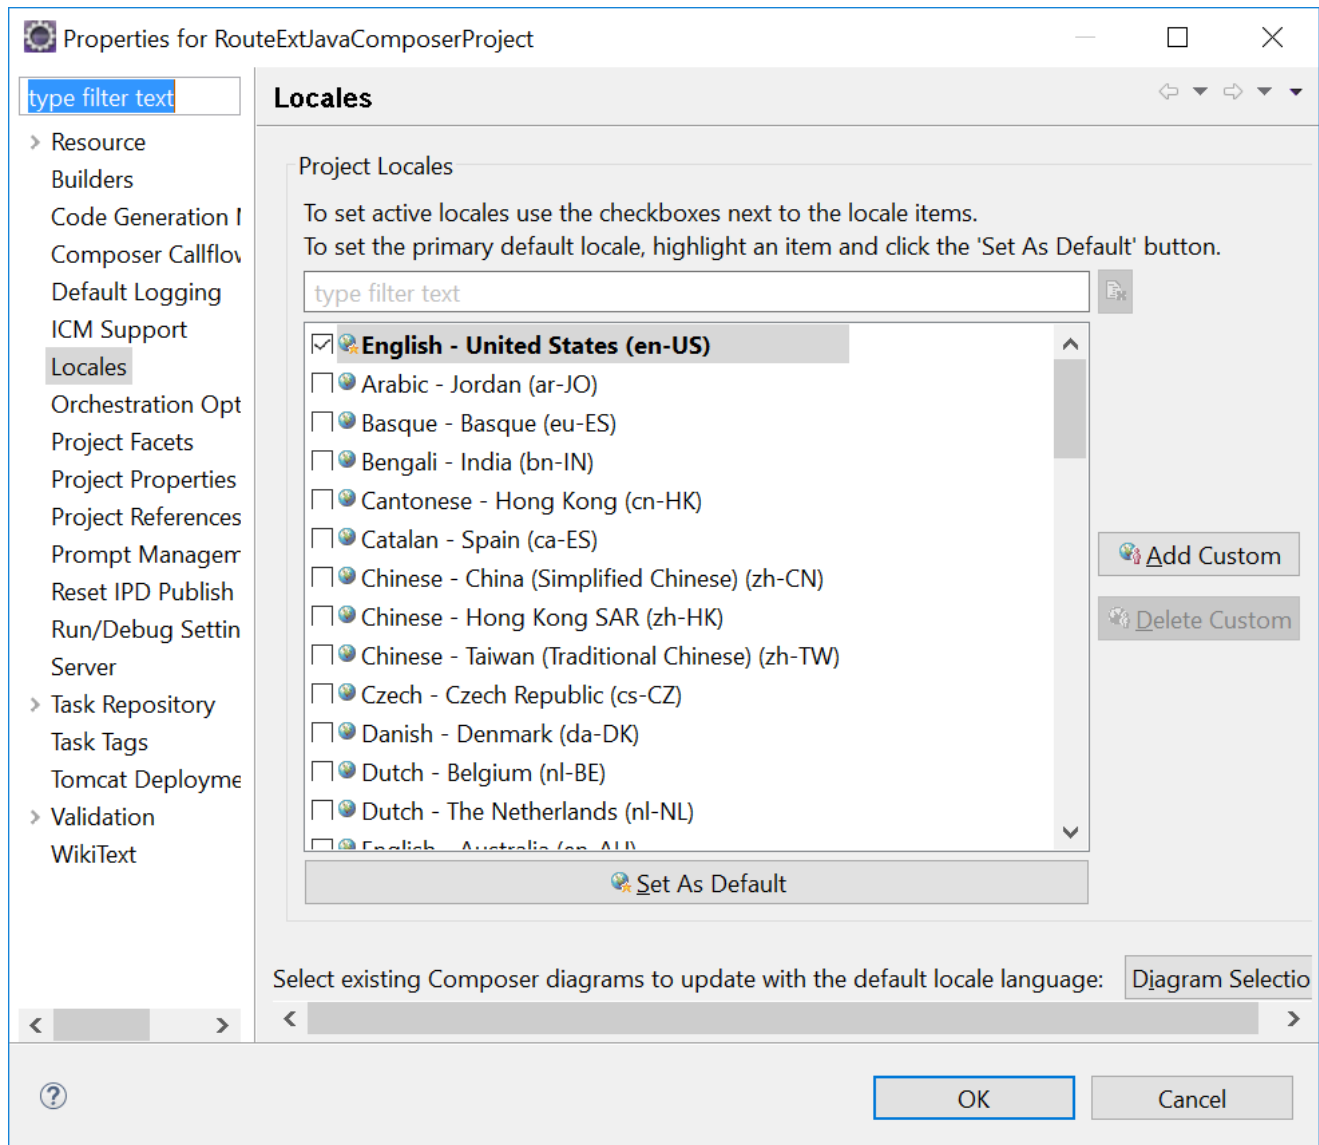 Properties for RouteExtJavaComposerProject
type filter text
Resource
Builders
Code Generation
Composer
Default Logging
ICM Support
Locales
Orchestration
Project Facets
Project Properties
Project References
Prompt
Reset IPD Publish
Run/Debug
Server
Task Repository
Task Tags
Tomcat
Validation
WikiText
Locales
Project Locales
To set active locales use the checkboxes next to the locale items.
To set the primary default locale, highlight an item and click the 'Set As Default' button.
type filter text
English - United States (en-US)
Arabic - Jordan (ar-JO)
Basque - Basque (eu-ES)
Bengali - India (bn-IN)
Cantonese - Hong Kong (cn-HK)
Catalan - Spain (ca-ES)
Chinese - China (Simplified Chinese) (zh-CN)
Chinese - Hong Kong SAR (zh-HK)
Chinese - Taiwan (Traditional Chinese) (zh-TW)
Czech - Czech Republic (cs-CZ)
Danish - Denmark (da-DK)
Dutch - Belgium (nl-BE)
Dutch - The Netherlands (nl-NL)
English - Australia (en-AU)
Add Custom
Delete Custom
Set As Default
Select existing Composer diagrams to update with the default locale language:
Diagram Selectio
OK
Cancel